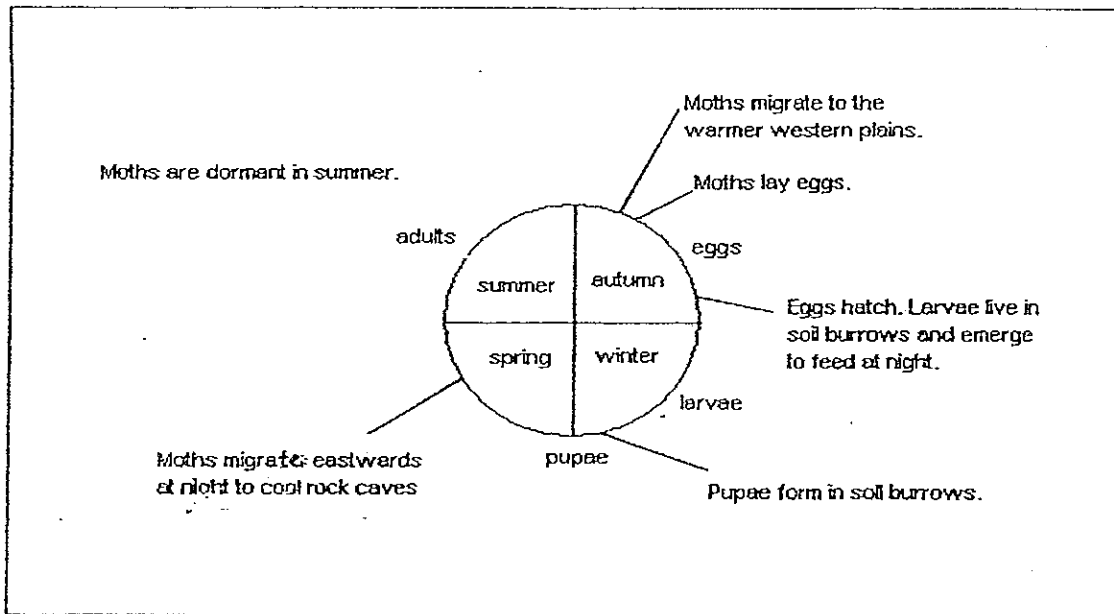 Moths migrate to the
warmer western plains.
Moths are dormant in summer.
Moths lay eggs.
adults
eggs
summer
autumn
Eggs hatch. Larvae live in
soil burrows and emerge
to feed at night.
spring
winter
larvae
Moths migrate eastwards
at night to cool rock caves
pupae
Pupae form in soil burrows.